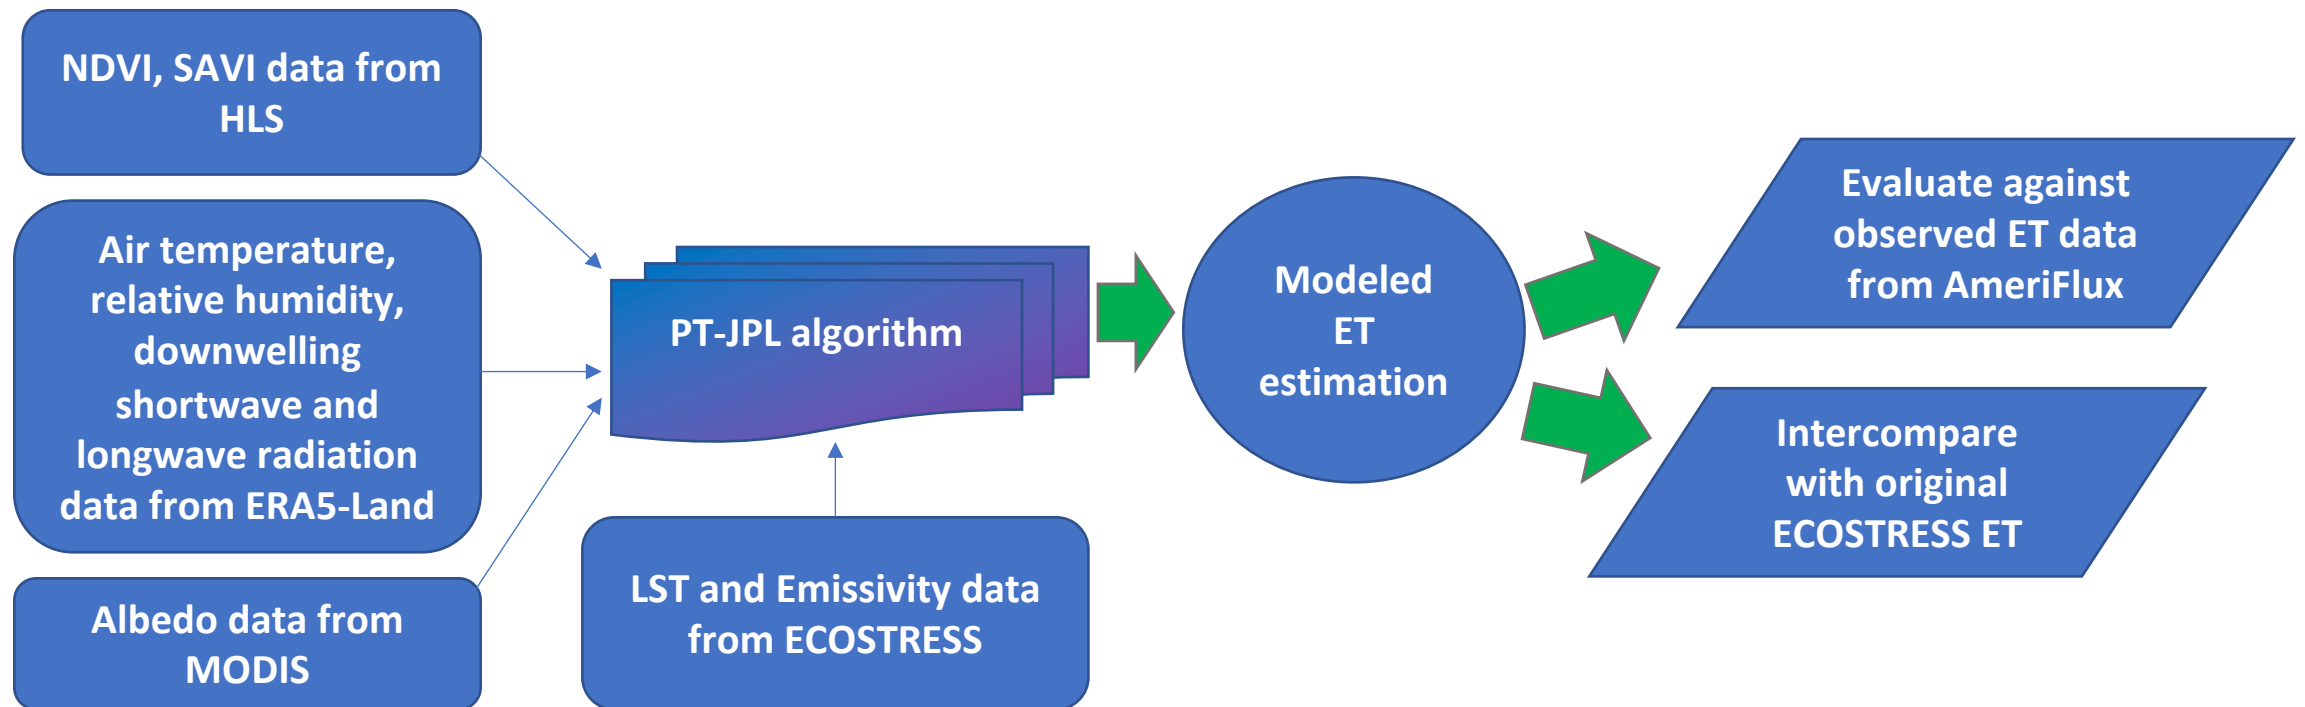 NDVI, SAVI data from
HLS
Air temperature,
relative humidity,
downwelling
shortwave and
longwave radiation
data from ERA5-Land
Albedo data from
MODIS
PT-JPL algorithm
LST and Emissivity data
from ECOSTRESS
Modeled
ET
estimation
Evaluate against
observed ET data
from AmeriFlux
Intercompare
with original
ECOSTRESS ET